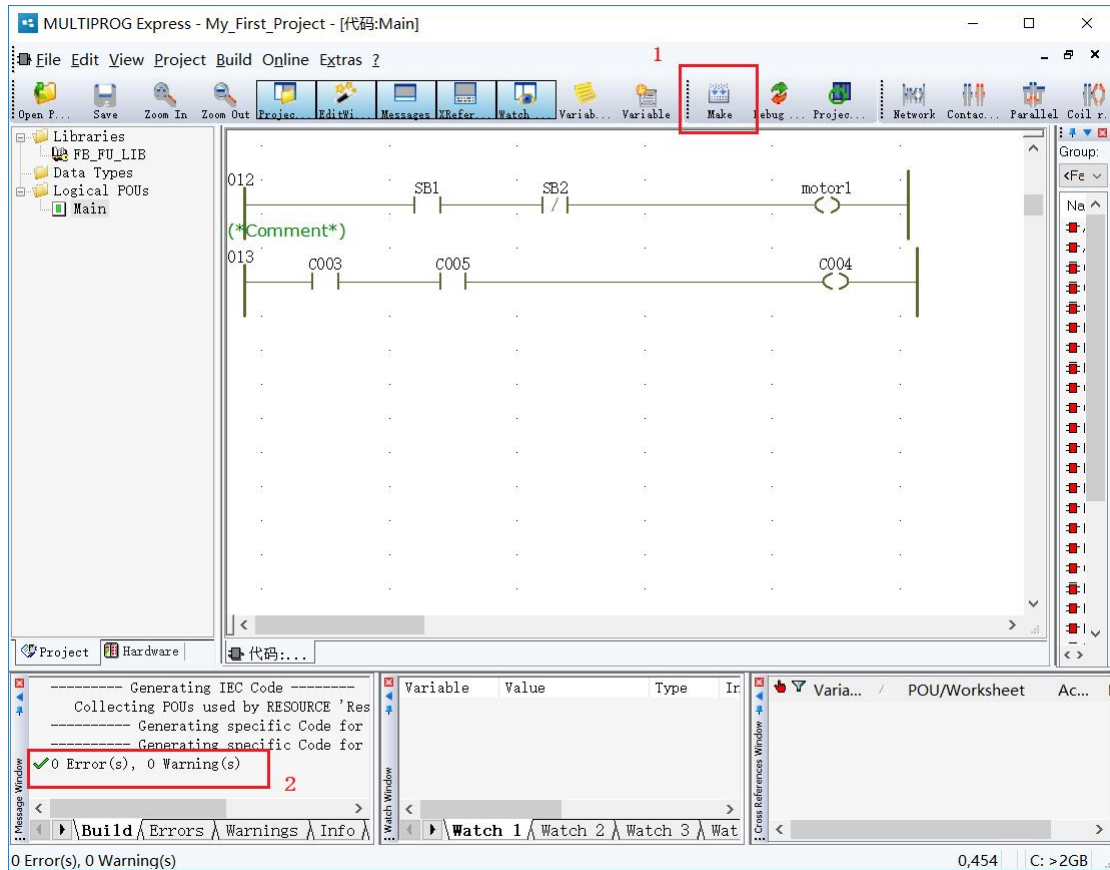 MULTIPROG Express - My_First_Project - [代码:Main]
File Edit View Project Build Online Extras ?
1
Open P... Save Zoom In Zoom Out Projec... EditWi... Messages XRefer... Watch ... Variab... Variable Make Debug ... Projec... Network Contac... Parallel Coil r.
Libraries
FB_FU_LIB
Data Types
Logical POUs
Main
Project Hardware
012
SB1 SB2 motor1
(*Comment*)
013
C003 C005 C004
代码:...
Group:
<Fe
Na
--------- Generating IEC Code --------
Collecting POUs used by RESOURCE 'Res
---------- Generating specific Code for
---------- Generating specific Code for
0 Error(s), 0 Warning(s)
2
Message Window
Build Errors Warnings Info
Variable Value Type
Watch Window
Watch 1 Watch 2 Watch 3 Wat
Varia... / POU/Worksheet Ac...
Cross References Window
0 Error(s), 0 Warning(s) 0,454 C: >2GB